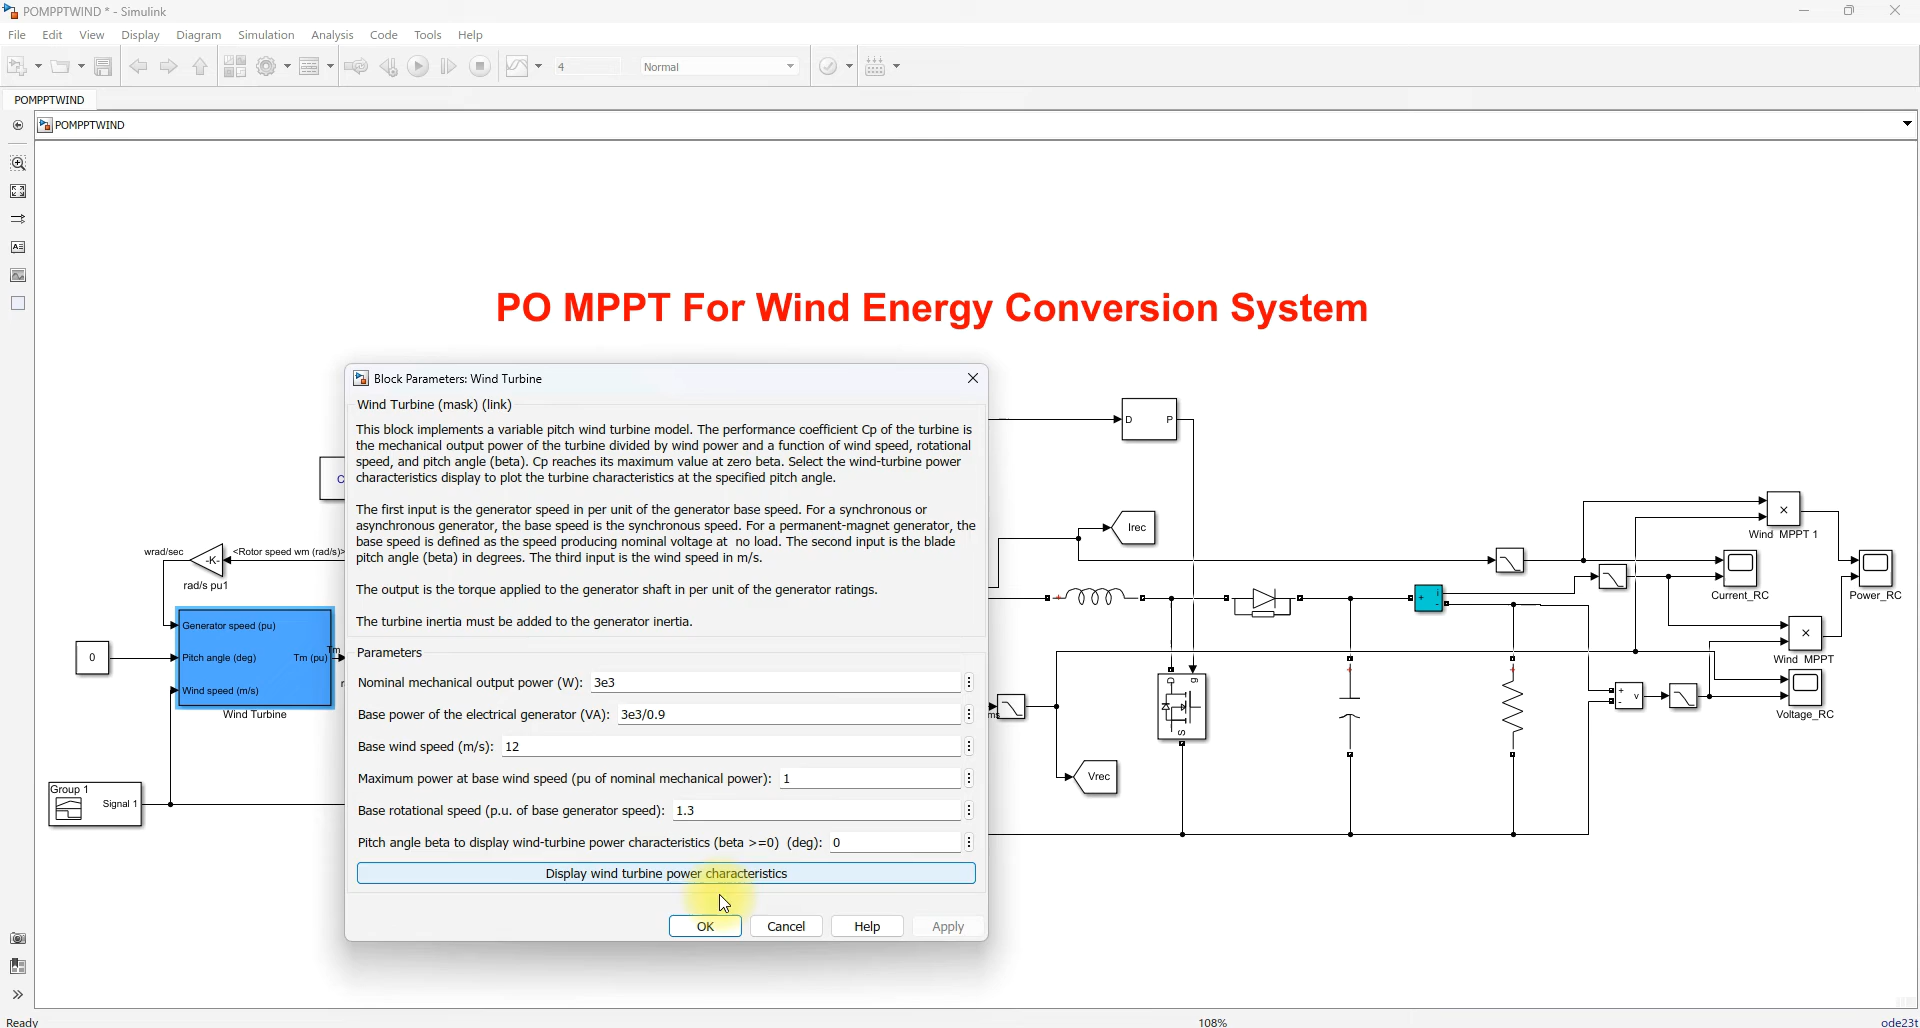 POMPPTWIND * - Simulink
File Edit View Display Diagram Simulation Analysis Code Tools Help
4 Normal
POMPPTWIND
POMPPTWIND
PO MPPT For Wind Energy Conversion System
Block Parameters: Wind Turbine
Wind Turbine (mask) (link)
This block implements a variable pitch wind turbine model. The performance coefficient Cp of the turbine is
the mechanical output power of the turbine divided by wind power and a function of wind speed, rotational
speed, and pitch angle (beta). Cp reaches its maximum value at zero beta. Select the wind-turbine power
characteristics display to plot the turbine characteristics at the specified pitch angle.
The first input is the generator speed in per unit of the generator base speed. For a synchronous or
asynchronous generator, the base speed is the synchronous speed. For a permanent-magnet generator, the
base speed is defined as the speed producing nominal voltage at no load. The second input is the blade
pitch angle (beta) in degrees. The third input is the wind speed in m/s.
The output is the torque applied to the generator shaft in per unit of the generator ratings.
The turbine inertia must be added to the generator inertia.
Parameters
Nominal mechanical output power (W): 3e3
Base power of the electrical generator (VA): 3e3/0.9
Base wind speed (m/s): 12
Maximum power at base wind speed (pu of nominal mechanical power): 1
Base rotational speed (p.u. of base generator speed): 1.3
Pitch angle beta to display wind-turbine power characteristics (beta >=0) (deg): 0
Display wind turbine power characteristics
OK Cancel Help Apply
C
wrad/sec
-K-
<Rotor speed wm (rad/s)>
rad/s pu1
Generator speed (pu)
Pitch angle (deg)
Wind speed (m/s)
Tm (pu)
Tm
Wind Turbine
0
Group 1
Signal 1
D P
Irec
Vrec
ms
D
g
S
+
i
-
+
-
v
×
Wind MPPT 1
Current_RC
Power_RC
×
Wind MPPT
Voltage_RC
Ready
108%
ode23t